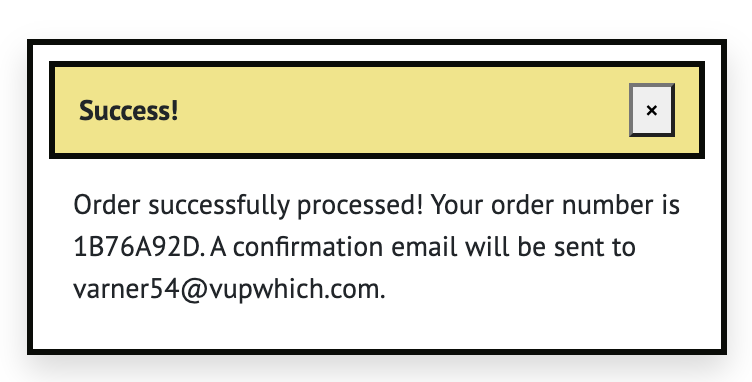 Success!
×
Order successfully processed! Your order number is
1B76A92D. A confirmation email will be sent to
varner54@vupwhich.com.